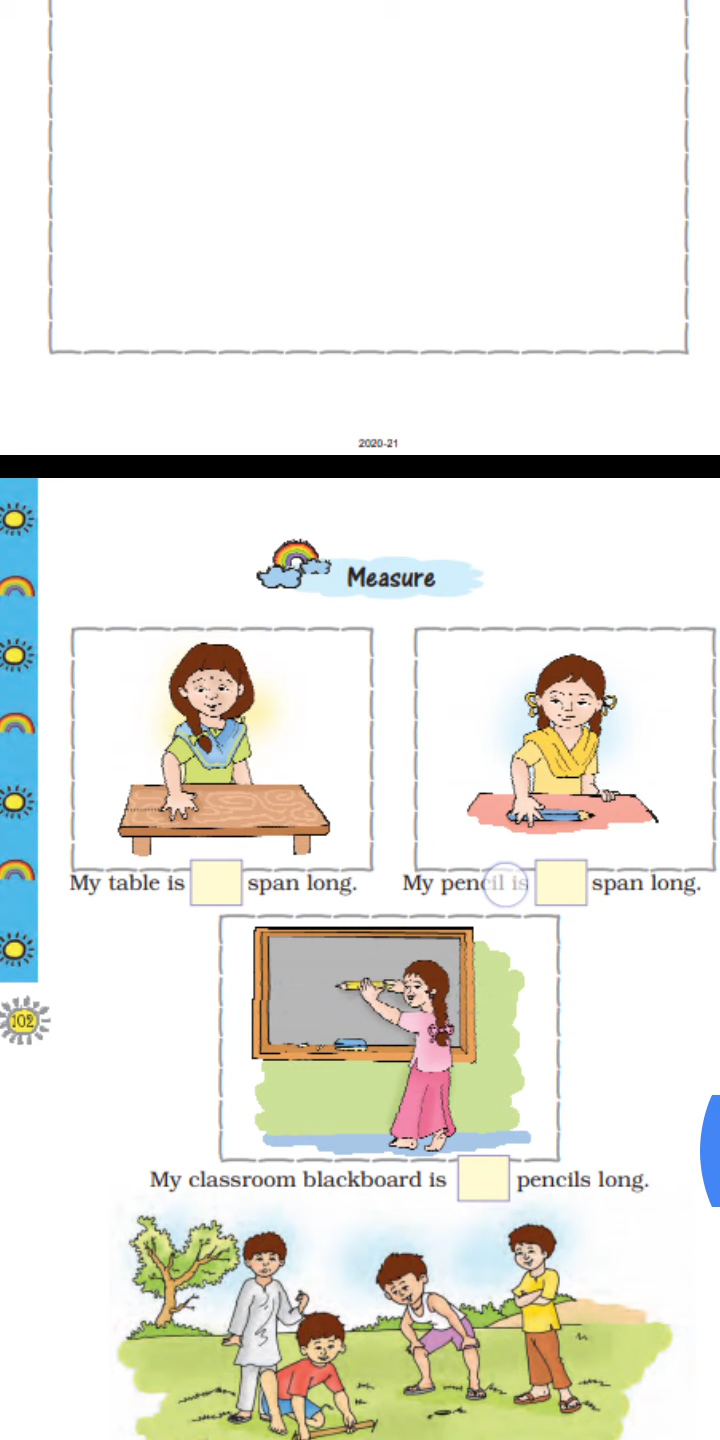 2020-21
Measure
My table is span long.
My pencil is span long.
102
My classroom blackboard is pencils long.